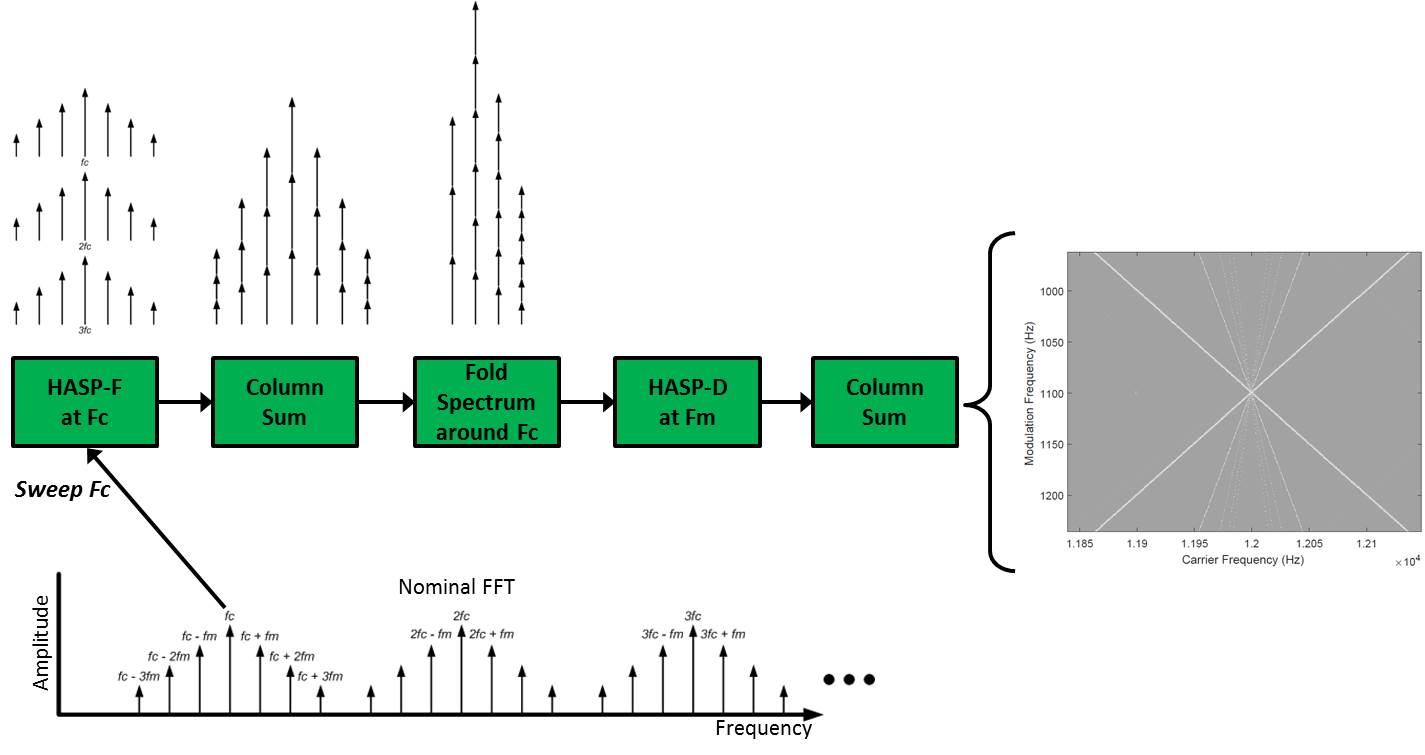 fc
2fc
3fc
HASP-F
at Fc
Column
Sum
Fold
Spectrum
around Fc
HASP-D
at Fm
Column
Sum
Sweep Fc
Modulation Frequency (Hz)
1000
1050
1100
1150
1200
1.185
1.19
1.195
1.2
1.205
1.21
Carrier Frequency (Hz)
×10⁴
Nominal FFT
Amplitude
fc
fc - fm
fc + fm
fc - 2fm
fc + 2fm
fc - 3fm
fc + 3fm
2fc
2fc - fm
2fc + fm
3fc
3fc - fm
3fc + fm
Frequency